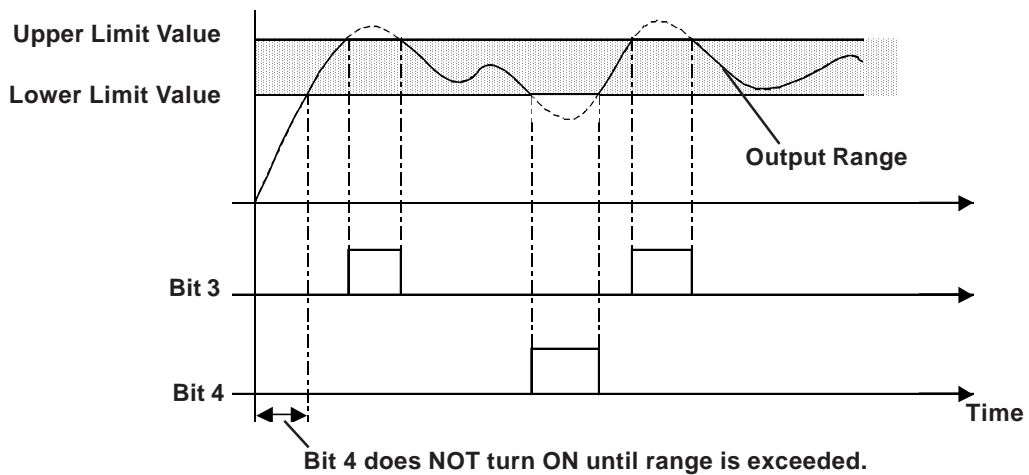 Upper Limit Value
Lower Limit Value
Output Range
Bit 3
Bit 4
Time
Bit 4 does NOT turn ON until range is exceeded.